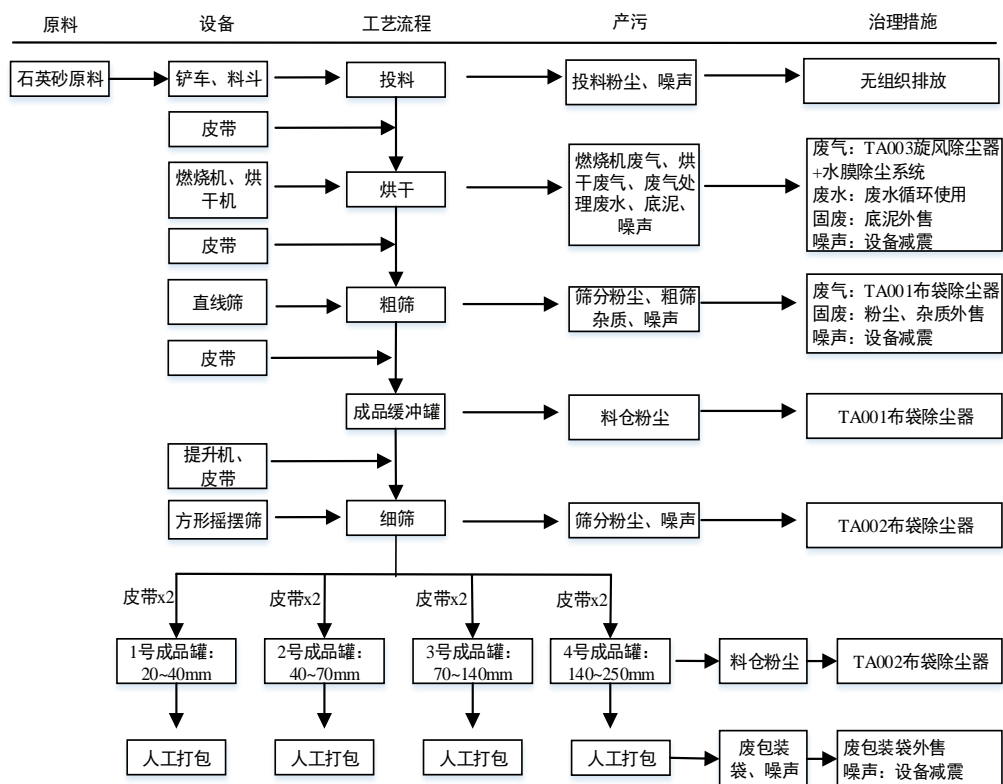 原料 设备 工艺流程 产污 治理措施
石英砂原料 铲车、料斗 投料 投料粉尘、噪声 无组织排放
皮带
燃烧机、烘
干机
烘干
燃烧机废气、烘
干废气、废气处
理废水、底泥、
噪声
废气：TA003旋风除尘器
+水膜除尘系统
废水：废水循环使用
固废：底泥外售
噪声：设备减震
皮带
直线筛
粗筛
筛分粉尘、粗筛
杂质、噪声
废气：TA001布袋除尘器
固废：粉尘、杂质外售
噪声：设备减震
皮带
成品缓冲罐 料仓粉尘 TA001布袋除尘器
提升机、
皮带
方形摇摆筛 细筛 筛分粉尘、噪声 TA002布袋除尘器
皮带x2 皮带x2 皮带x2 皮带x2
1号成品罐：
20~40mm
2号成品罐：
40~70mm
3号成品罐：
70~140mm
4号成品罐：
140~250mm
料仓粉尘 TA002布袋除尘器
人工打包 人工打包 人工打包 人工打包
废包装
袋、噪声
废包装袋外售
噪声：设备减震